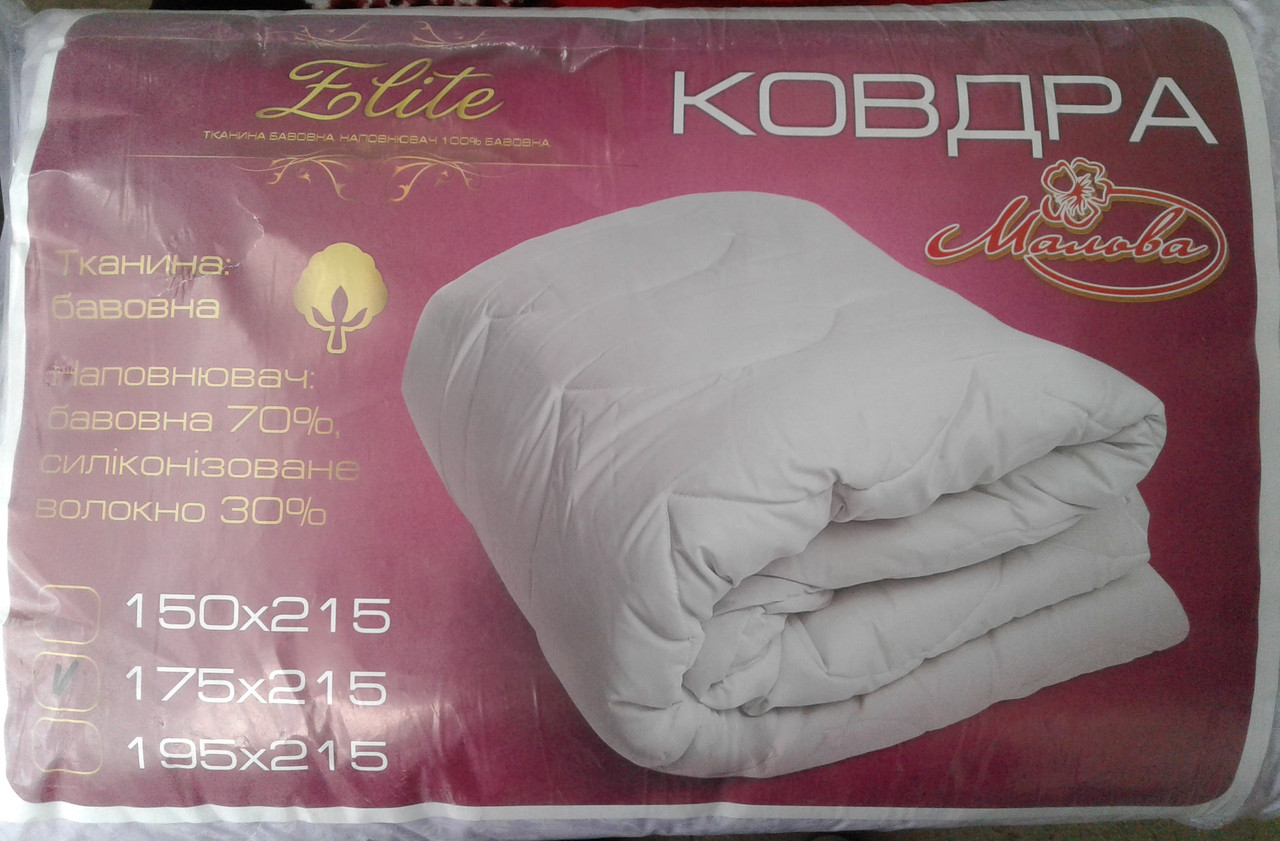 Elite
ТКАНИНА БАВОВНА НАПОВНЮВАЧ 100% БАВОВНА
КОВДРА
Мальва
Тканина:
бавовна
Наповнювач:
бавовна 70%,
силіконізоване
волокно 30%
150x215
V 175x215
195x215